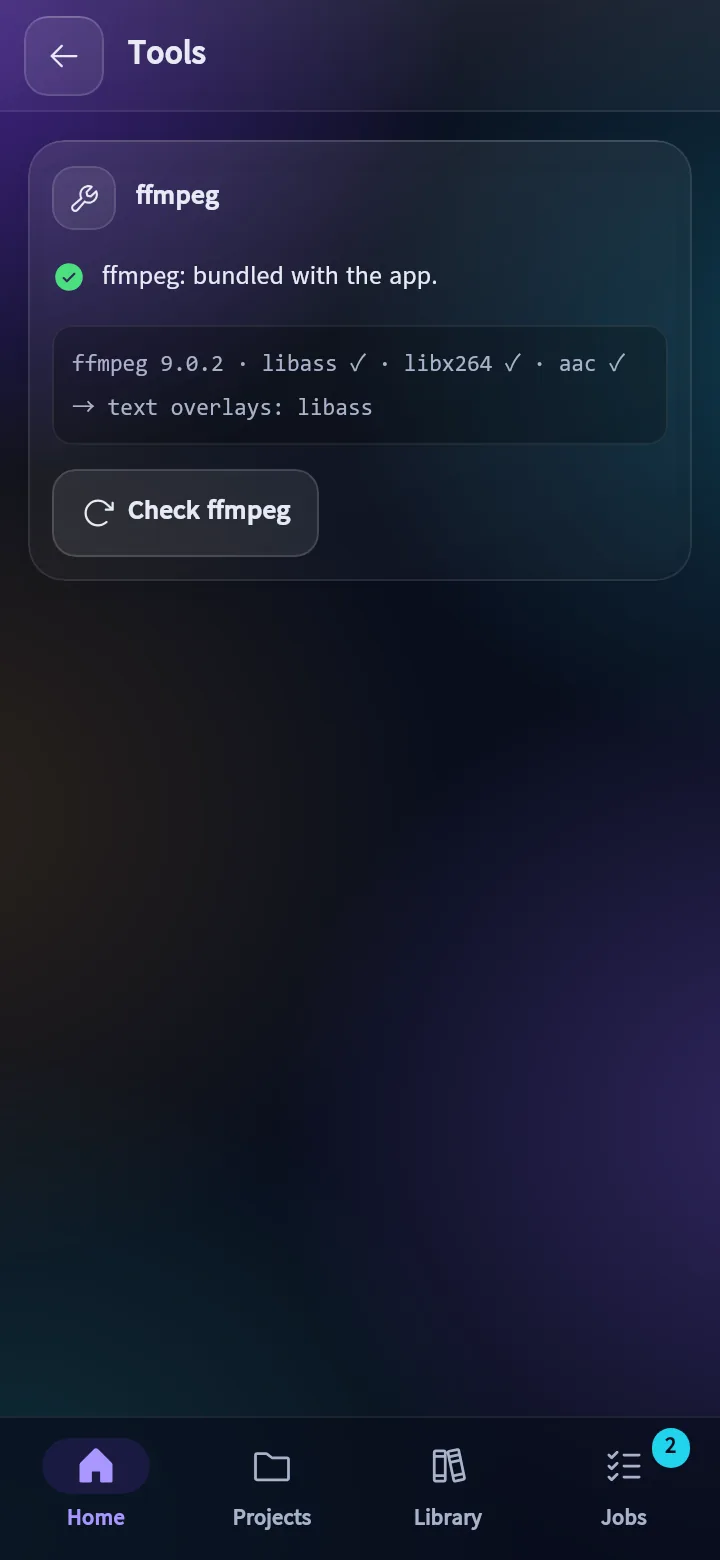 Tools
ffmpeg
ffmpeg: bundled with the app.
ffmpeg 9.0.2 · libass ✓ · libx264 ✓ · aac ✓
→ text overlays: libass
Check ffmpeg
2
Home
Projects
Library
Jobs